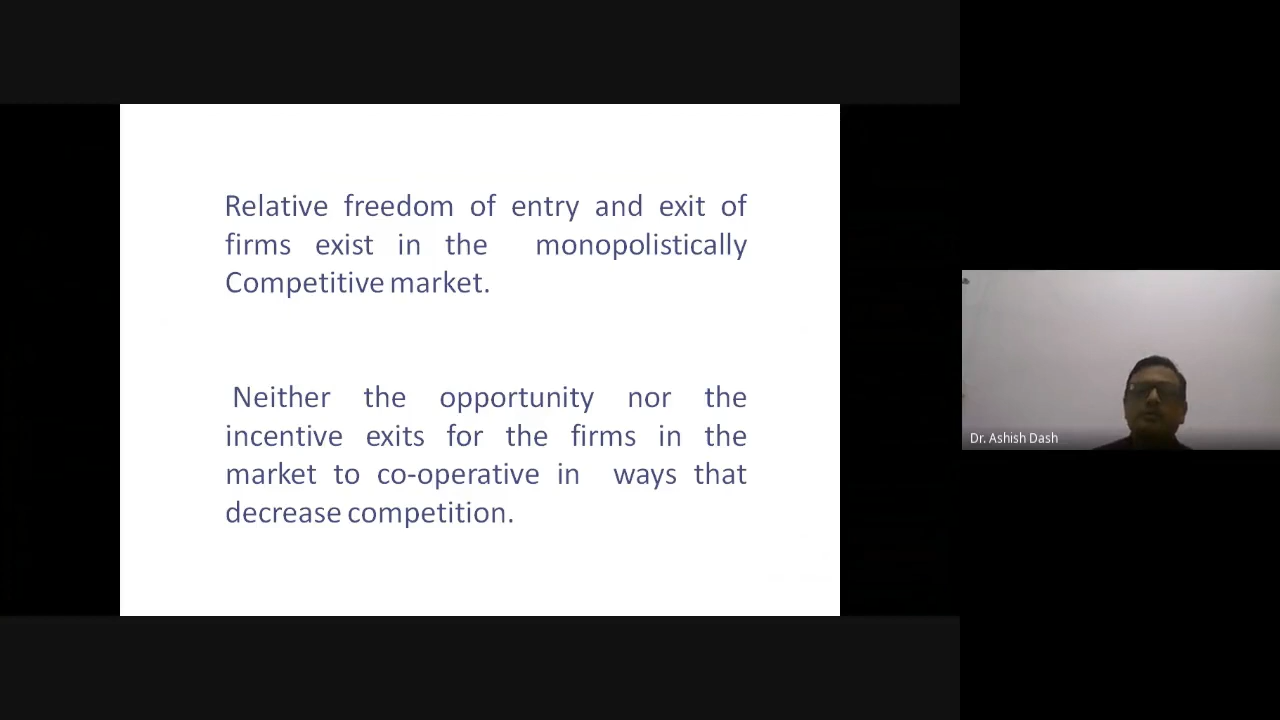 Relative freedom of entry and exit of
firms exist in the monopolistically
Competitive market.
Neither the opportunity nor the
incentive exits for the firms in the
market to co-operative in ways that
decrease competition.
Dr. Ashish Dash